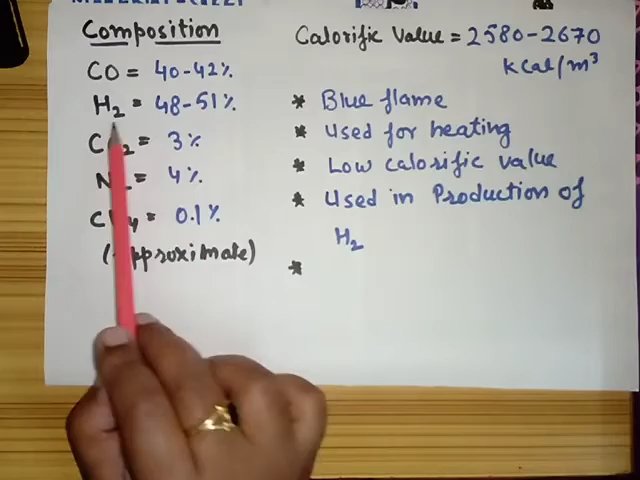 Composition
CO = 40-42%
H2 = 48-51%
= 3%
= 4%
= 0.1%
Calorific Value = 2580-2670
Kcal/m³
* Blue flame
* Used for heating
* Low calorific value
* Used in Production of
H2
*